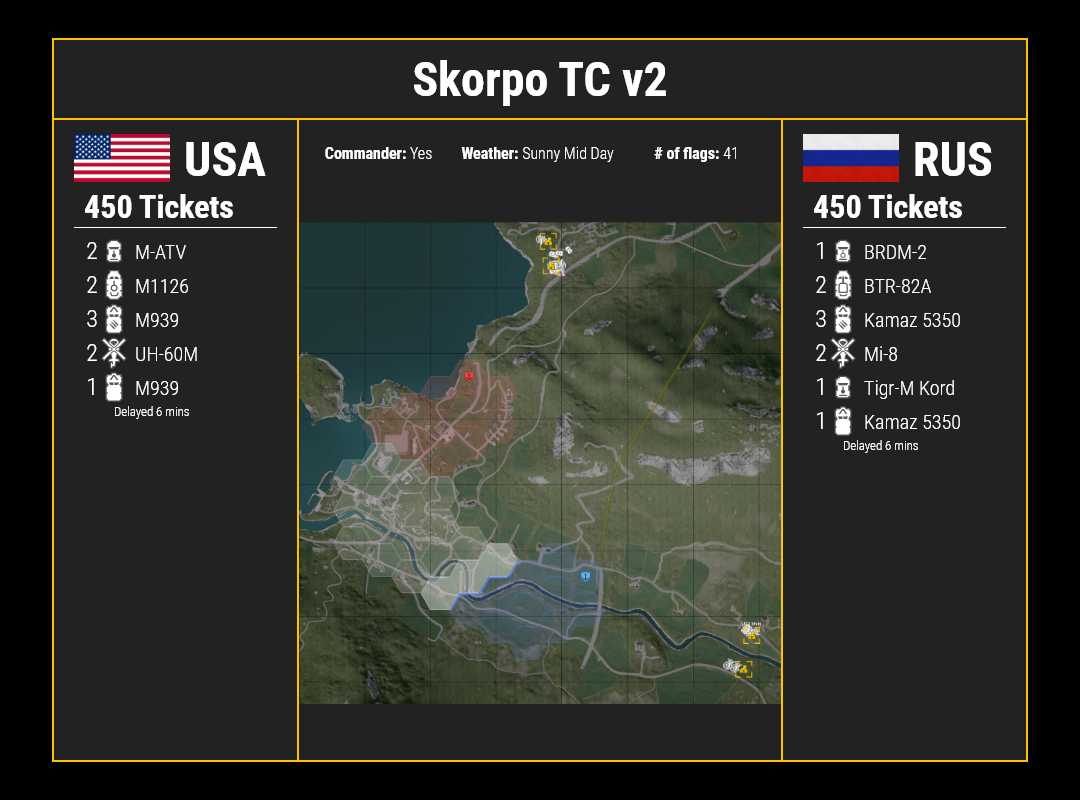 Skorpo TC v2
USA
450 Tickets
2 M-ATV
2 M1126
3 M939
2 UH-60M
1 M939
Delayed 6 mins
Commander: Yes Weather: Sunny Mid Day # of flags: 41
RUS
450 Tickets
1 BRDM-2
2 BTR-82A
3 Kamaz 5350
2 Mi-8
1 Tigr-M Kord
1 Kamaz 5350
Delayed 6 mins